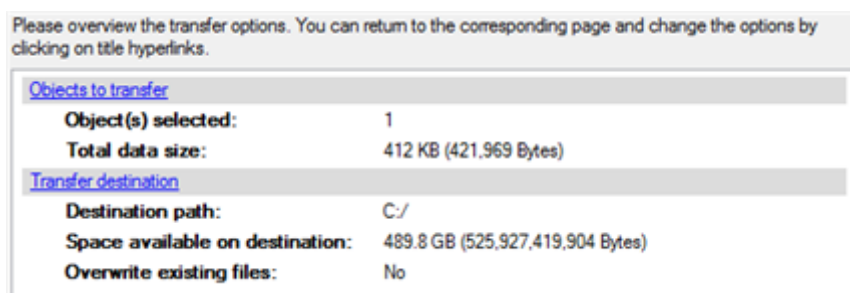 Please overview the transfer options. You can return to the corresponding page and change the options by
clicking on title hyperlinks.
Objects to transfer
Object(s) selected: 1
Total data size: 412 KB (421,969 Bytes)
Transfer destination
Destination path: C:/
Space available on destination: 489.8 GB (525,927,419,904 Bytes)
Overwrite existing files: No